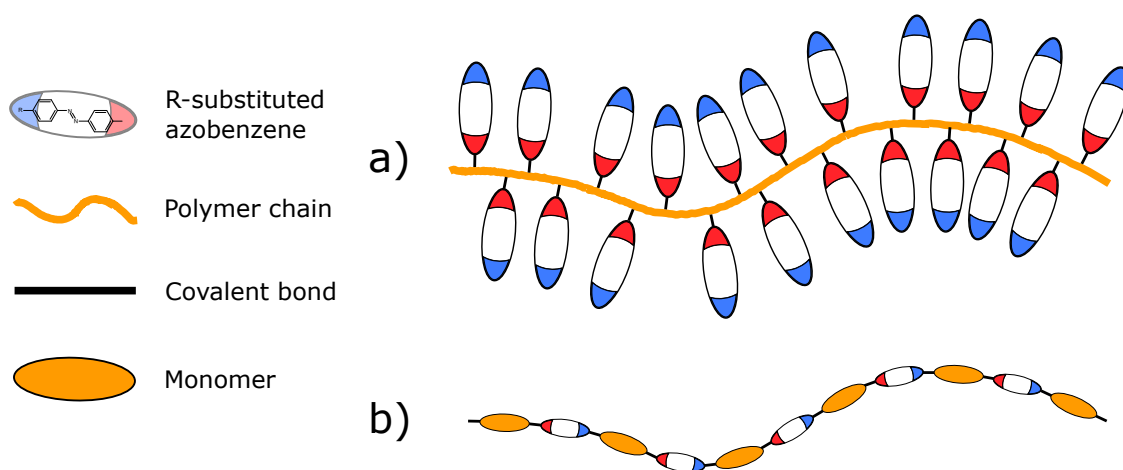 R-substituted
azobenzene
R
N
N
Polymer chain
Covalent bond
Monomer
a)
b)